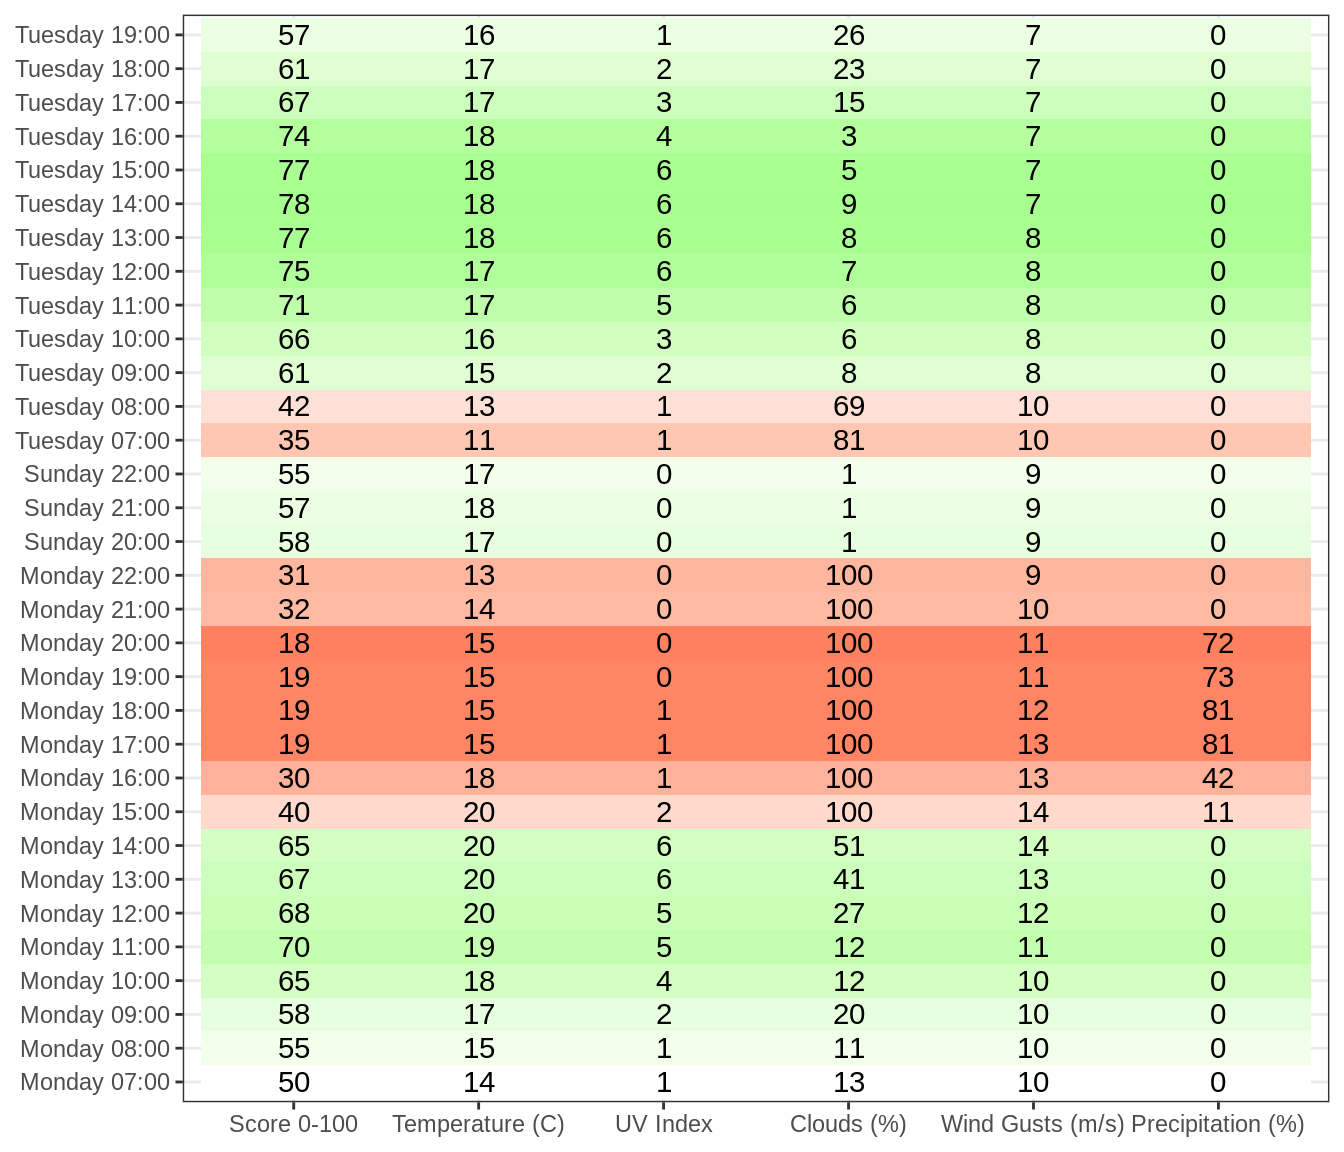 Tuesday 19:00 57 16 1 26 7 0
Tuesday 18:00 61 17 2 23 7 0
Tuesday 17:00 67 17 3 15 7 0
Tuesday 16:00 74 18 4 3 7 0
Tuesday 15:00 77 18 6 5 7 0
Tuesday 14:00 78 18 6 9 7 0
Tuesday 13:00 77 18 6 8 8 0
Tuesday 12:00 75 17 6 7 8 0
Tuesday 11:00 71 17 5 6 8 0
Tuesday 10:00 66 16 3 6 8 0
Tuesday 09:00 61 15 2 8 8 0
Tuesday 08:00 42 13 1 69 10 0
Tuesday 07:00 35 11 1 81 10 0
Sunday 22:00 55 17 0 1 9 0
Sunday 21:00 57 18 0 1 9 0
Sunday 20:00 58 17 0 1 9 0
Monday 22:00 31 13 0 100 9 0
Monday 21:00 32 14 0 100 10 0
Monday 20:00 18 15 0 100 11 72
Monday 19:00 19 15 0 100 11 73
Monday 18:00 19 15 1 100 12 81
Monday 17:00 19 15 1 100 13 81
Monday 16:00 30 18 1 100 13 42
Monday 15:00 40 20 2 100 14 11
Monday 14:00 65 20 6 51 14 0
Monday 13:00 67 20 6 41 13 0
Monday 12:00 68 20 5 27 12 0
Monday 11:00 70 19 5 12 11 0
Monday 10:00 65 18 4 12 10 0
Monday 09:00 58 17 2 20 10 0
Monday 08:00 55 15 1 11 10 0
Monday 07:00 50 14 1 13 10 0
Score 0-100 Temperature (C) UV Index Clouds (%) Wind Gusts (m/s) Precipitation (%)